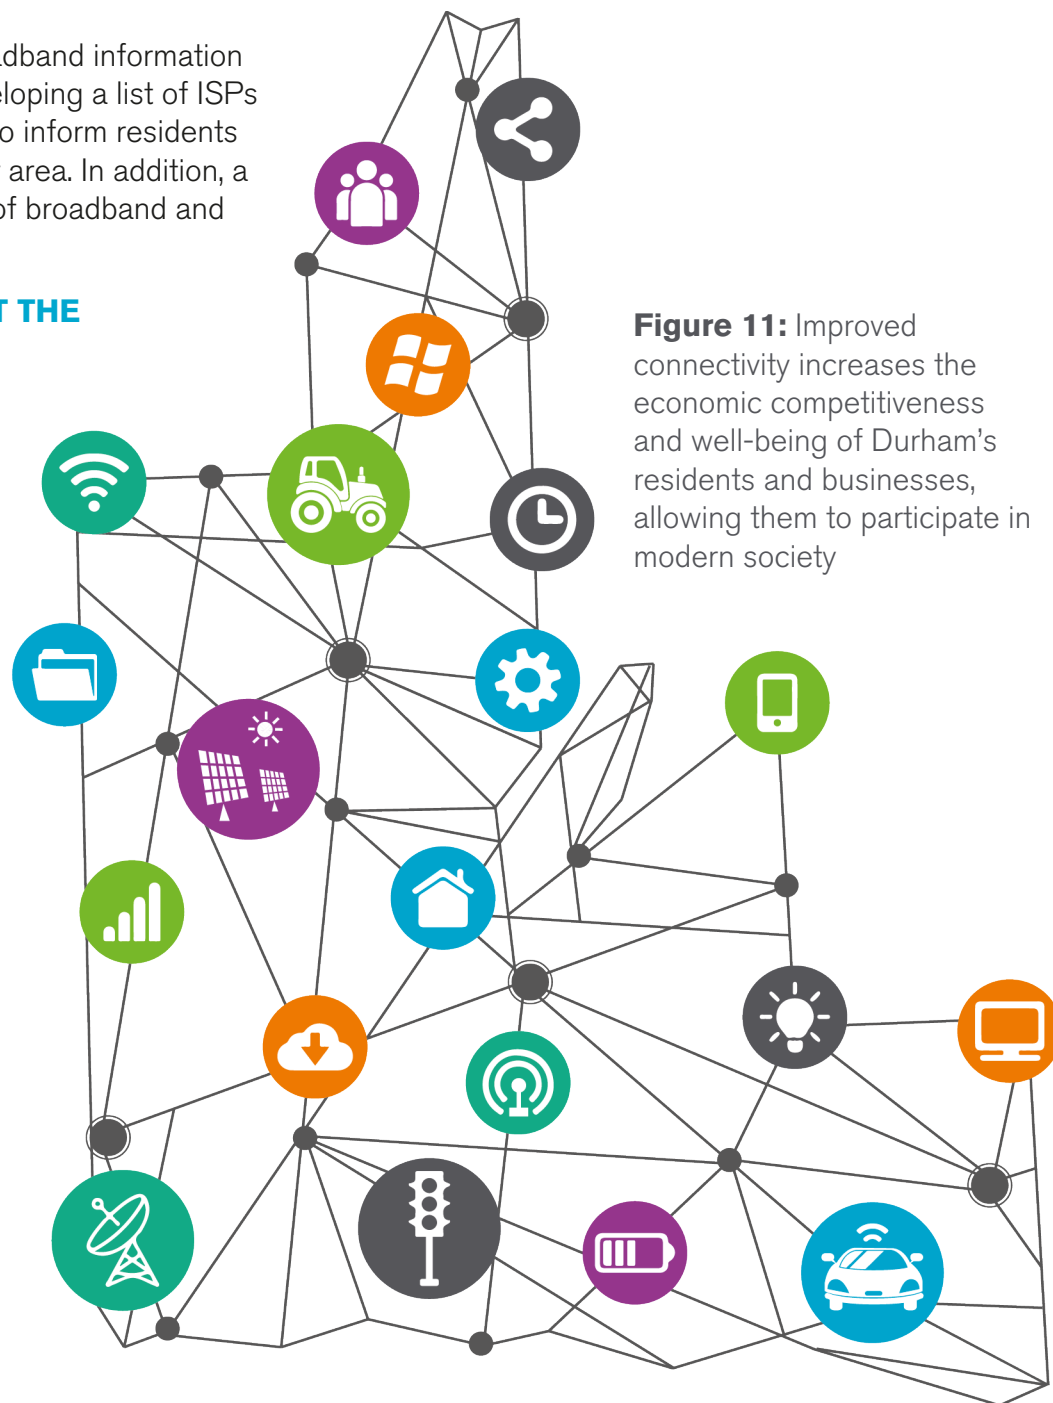 adband information
eloping a list of ISPs
o inform residents
area. In addition, a
of broadband and
T THE
Figure 11: Improved
connectivity increases the
economic competitiveness
and well-being of Durham's
residents and businesses,
allowing them to participate in
modern society